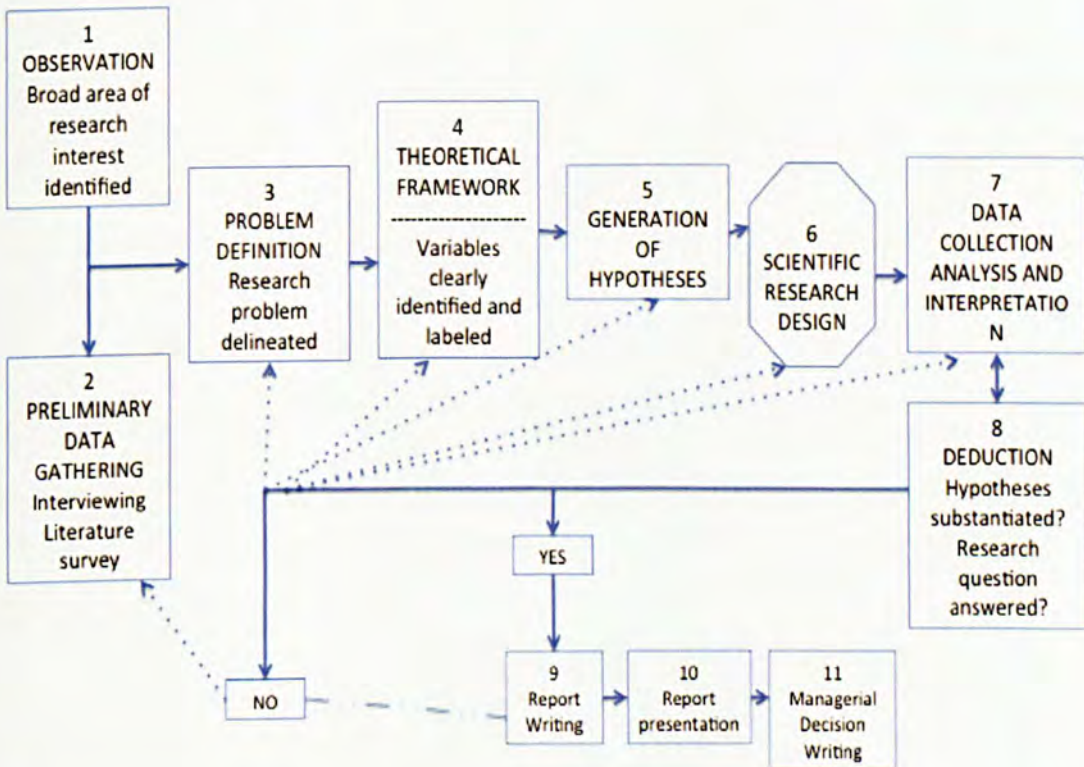 1
OBSERVATION
Broad area of
research
interest
identified
2
PRELIMINARY
DATA
GATHERING
Interviewing
Literature
survey
3
PROBLEM
DEFINITION
Research
problem
delineated
4
THEORETICAL
FRAMEWORK
Variables
clearly
identified and
labeled
5
GENERATION
OF
HYPOTHESES
6
SCIENTIFIC
RESEARCH
DESIGN
7
DATA
COLLECTION
ANALYSIS AND
INTERPRETATIO
N
8
DEDUCTION
Hypotheses
substantiated?
Research
question
answered?
YES
NO
9
Report
Writing
10
Report
presentation
11
Managerial
Decision
Writing